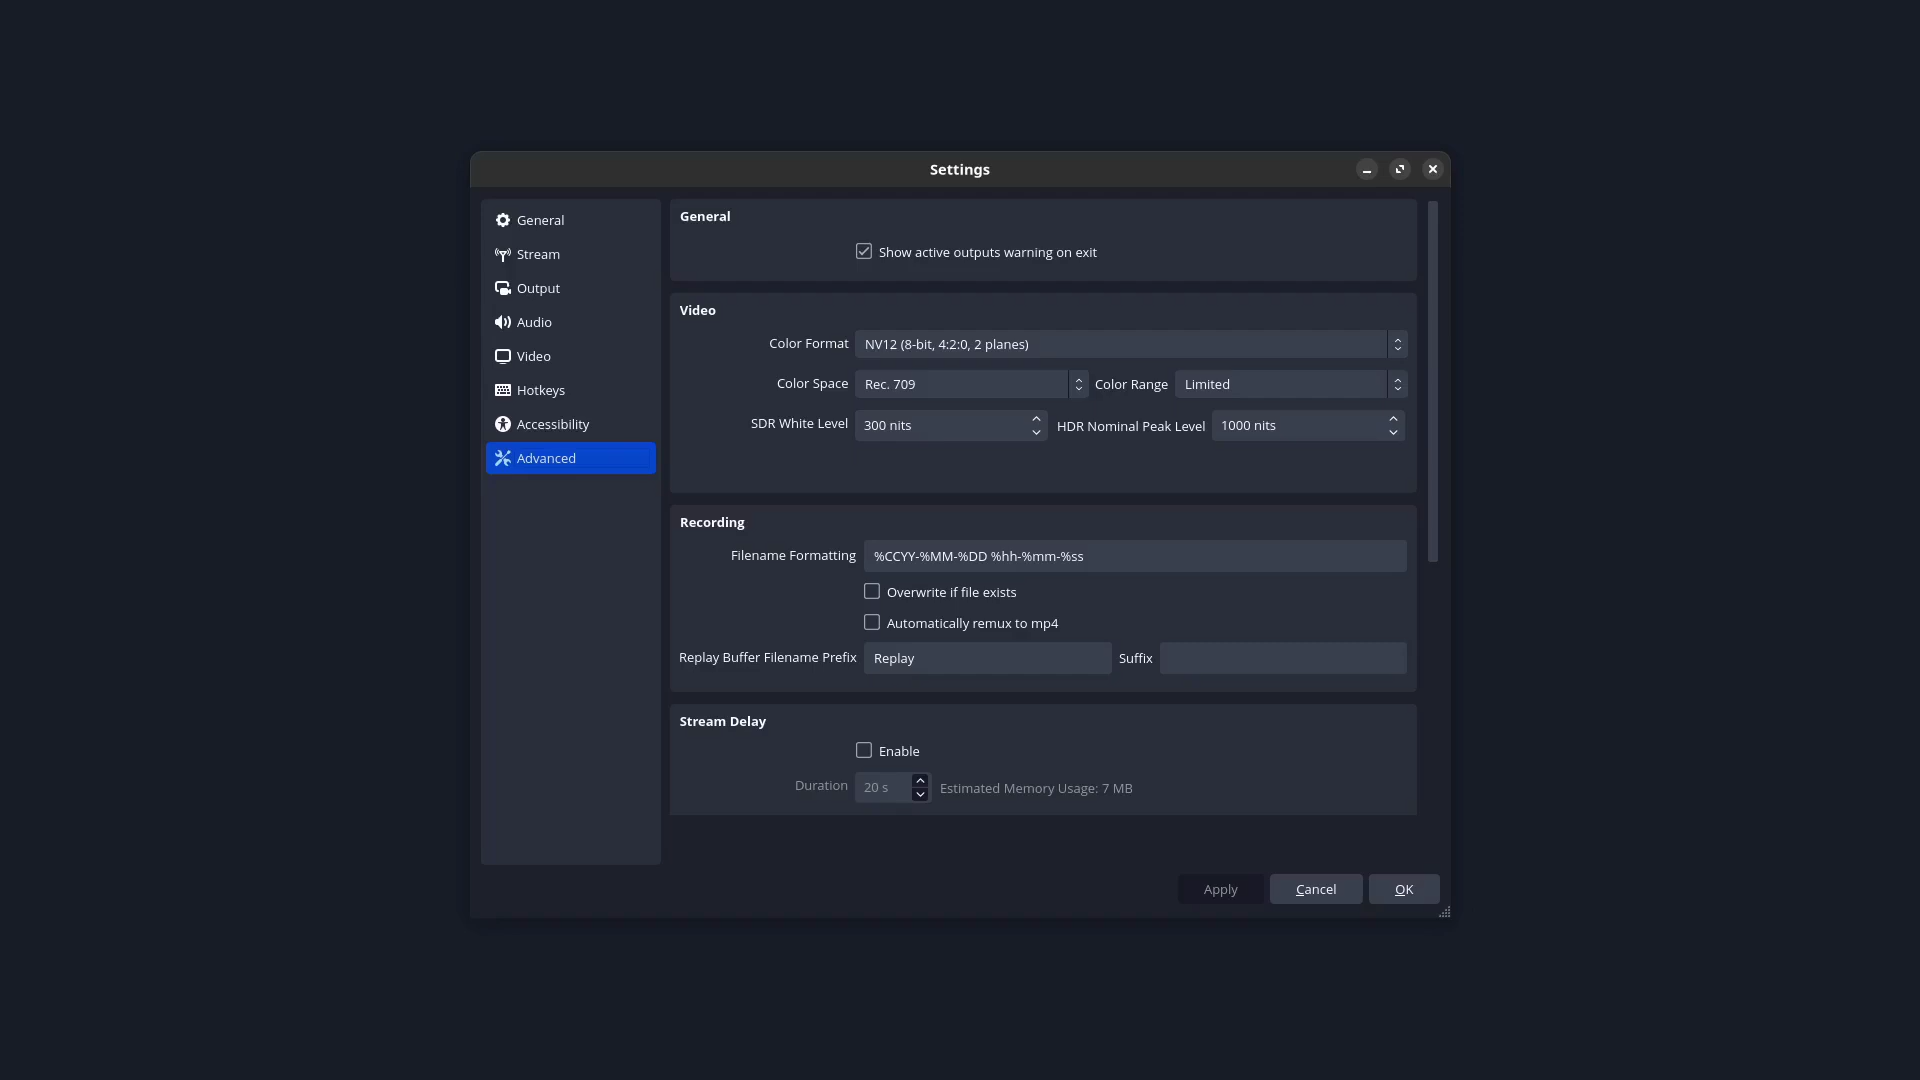 Settings
General
Stream
Output
Audio
Video
Hotkeys
Accessibility
Advanced
General
Show active outputs warning on exit
Video
Color Format NV12 (8-bit, 4:2:0, 2 planes)
Color Space Rec. 709 Color Range Limited
SDR White Level 300 nits HDR Nominal Peak Level 1000 nits
Recording
Filename Formatting %CCYY-%MM-%DD %hh-%mm-%ss
Overwrite if file exists
Automatically remux to mp4
Replay Buffer Filename Prefix Replay Suffix
Stream Delay
Enable
Duration 20 s Estimated Memory Usage: 7 MB
Apply Cancel OK